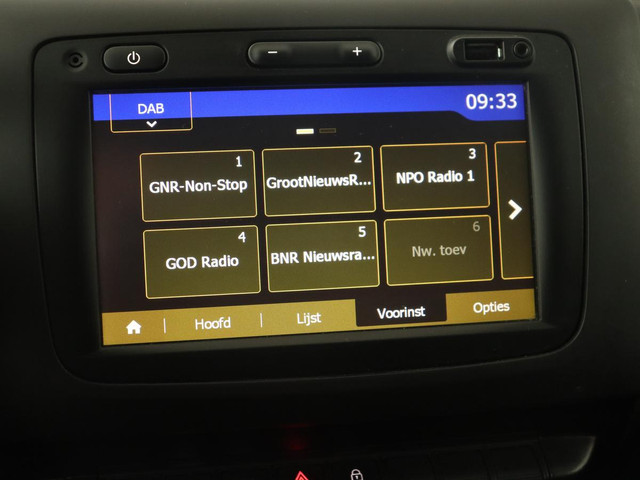 DAB
09:33
1
GNR-Non-Stop
2
GrootNieuwsR...
3
NPO Radio 1
4
GOD Radio
5
BNR Nieuwsra...
6
Nw. toev
Hoofd
Lijst
Voorinst
Opties